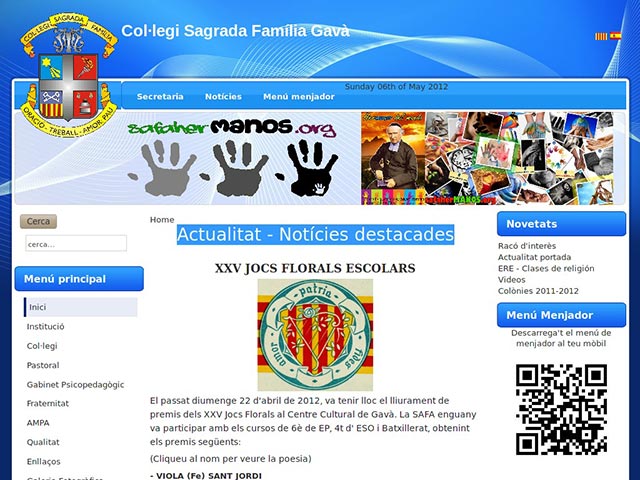 Col·legi Sagrada Família Gavà
COL·LEGI SAGRADA FAMÍLIA
ORACIÓ - TREBALL - AMOR - PAU
Sunday 06th of May 2012
Secretaria Notícies Menú menjador
safaher MANOS.org
Cerca
cerca...
Menú principal
Inici
Institució
Col·legi
Pastoral
Gabinet Psicopedagògic
Fraternitat
AMPA
Qualitat
Enllaços
Galeria Fotogràfica
Home
Actualitat - Notícies destacades
XXV JOCS FLORALS ESCOLARS
patria
fides
amor
El passat diumenge 22 d'abril de 2012, va tenir lloc el lliurament de
premis dels XXV Jocs Florals al Centre Cultural de Gavà. La SAFA enguany
va participar amb els cursos de 6è de EP, 4t d' ESO i Batxillerat, obtenint
els premis següents:
(Cliqueu al nom per veure la poesia)
- VIOLA (Fe) SANT JORDI
Novetats
Racó d'interès
Actualitat portada
ERE - Clases de religión
Videos
Colònies 2011-2012
Menú Menjador
Descarrega't el menú de
menjador al teu mòbil